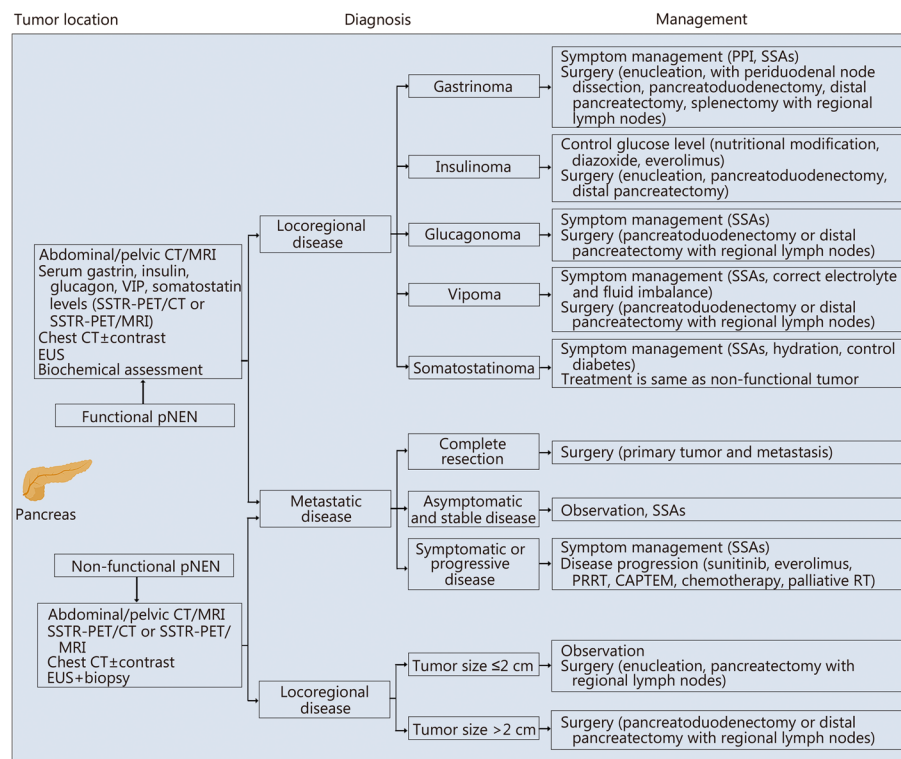 Tumor location
Diagnosis
Management
Gastrinoma
Symptom management (PPI, SSAs)
Surgery (enucleation, with periduodenal node
dissection, pancreatoduodenectomy, distal
pancreatectomy, splenectomy with regional
lymph nodes)
Insulinoma
Control glucose level (nutritional modification,
diazoxide, everolimus)
Surgery (enucleation, pancreatoduodenectomy,
distal pancreatectomy)
Locoregional
disease
Glucagonoma
Symptom management (SSAs)
Surgery (pancreatoduodenectomy or distal
pancreatectomy with regional lymph nodes)
Abdominal/pelvic CT/MRI
Serum gastrin, insulin,
glucagon, VIP, somatostatin
levels (SSTR-PET/CT or
SSTR-PET/MRI)
Chest CT±contrast
EUS
Biochemical assessment
Vipoma
Symptom management (SSAs, correct electrolyte
and fluid imbalance)
Surgery (pancreatoduodenectomy or distal
pancreatectomy with regional lymph nodes)
Somatostatinoma
Symptom management (SSAs, hydration, control
diabetes)
Treatment is same as non-functional tumor
Functional pNEN
Complete
resection
Surgery (primary tumor and metastasis)
Pancreas
Metastatic
disease
Asymptomatic
and stable disease
Observation, SSAs
Symptomatic or
progressive
disease
Symptom management (SSAs)
Disease progression (sunitinib, everolimus,
PRRT, CAPTEM, chemotherapy, palliative RT)
Non-functional pNEN
Abdominal/pelvic CT/MRI
SSTR-PET/CT or SSTR-PET/
MRI
Chest CT±contrast
EUS+biopsy
Locoregional
disease
Tumor size ≤2 cm
Observation
Surgery (enucleation, pancreatectomy with
regional lymph nodes)
Tumor size >2 cm
Surgery (pancreatoduodenectomy or distal
pancreatectomy with regional lymph nodes)